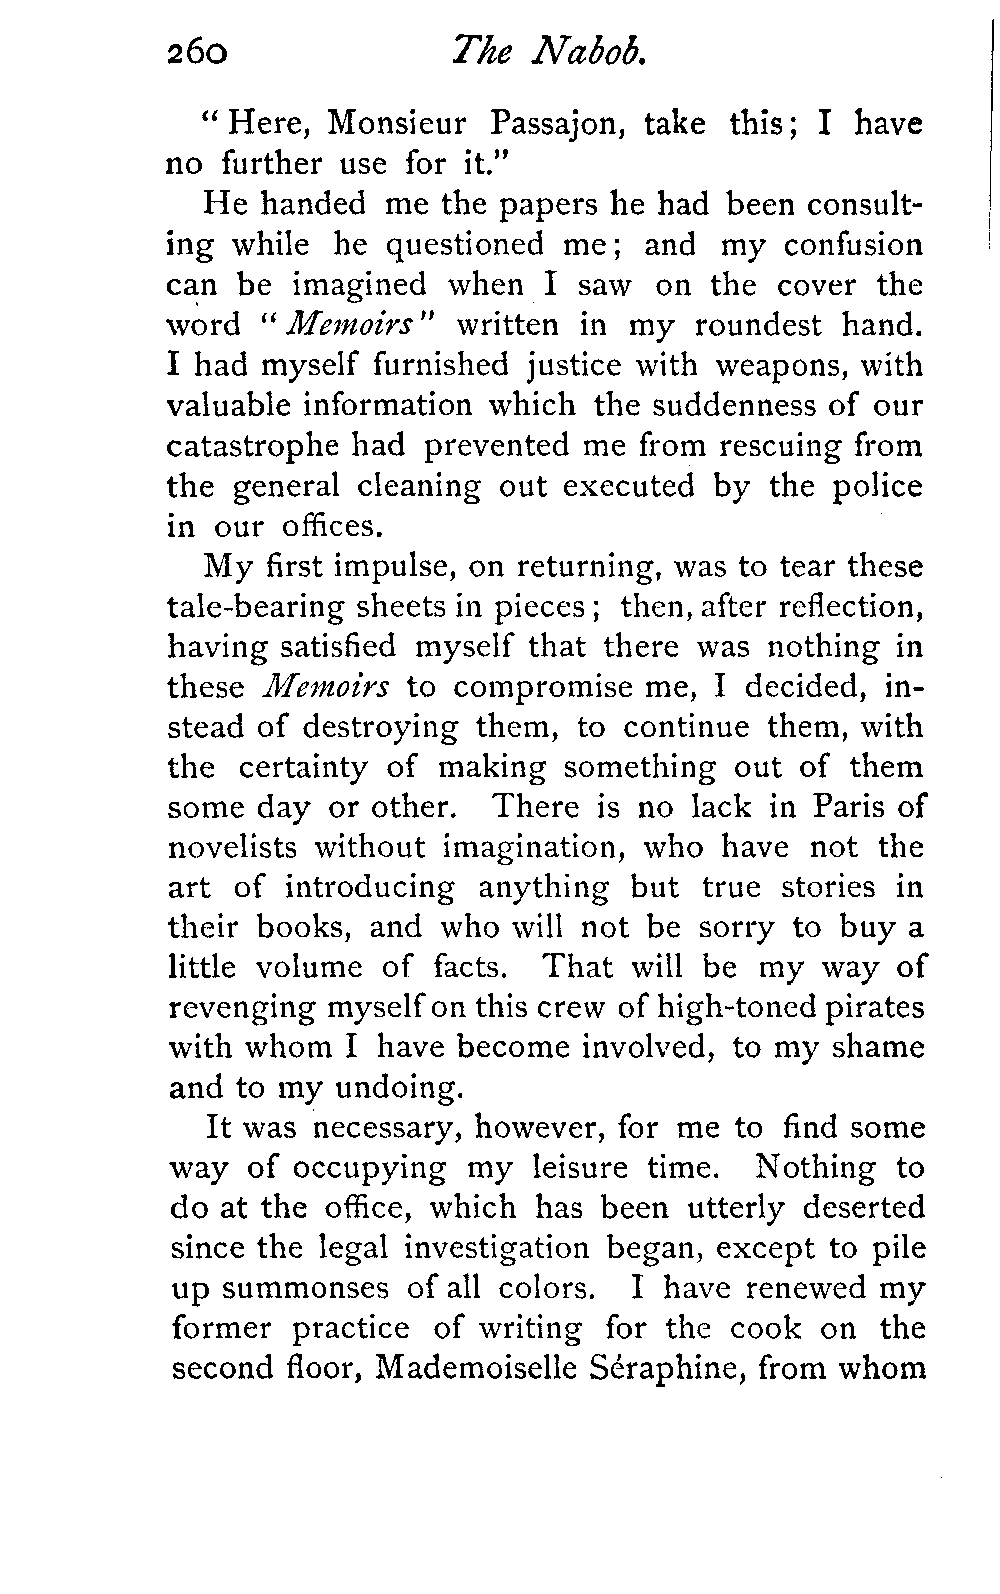 260 The Nabob.
“Here, Monsieur Passajon, take this; I have
no further use for it.”
He handed me the papers he had been consult-
ing while he questioned me; and my confusion
can be imagined when I saw on the cover the
word “Memoirs” written in my roundest hand.
I had myself furnished justice with weapons, with
valuable information which the suddenness of our
catastrophe had prevented me from rescuing from
the general cleaning out executed by the police
in our offices.
My first impulse, on returning, was to tear these
tale-bearing sheets in pieces; then, after reflection,
having satisfied myself that there was nothing in
these Memoirs to compromise me, I decided, in-
stead of destroying them, to continue them, with
the certainty of making something out of them
some day or other. There is no lack in Paris of
novelists without imagination, who have not the
art of introducing anything but true stories in
their books, and who will not be sorry to buy a
little volume of facts. That will be my way of
revenging myself on this crew of high-toned pirates
with whom I have become involved, to my shame
and to my undoing.
It was necessary, however, for me to find some
way of occupying my leisure time. Nothing to
do at the office, which has been utterly deserted
since the legal investigation began, except to pile
up summonses of all colors. I have renewed my
former practice of writing for the cook on the
second floor, Mademoiselle Séraphine, from whom